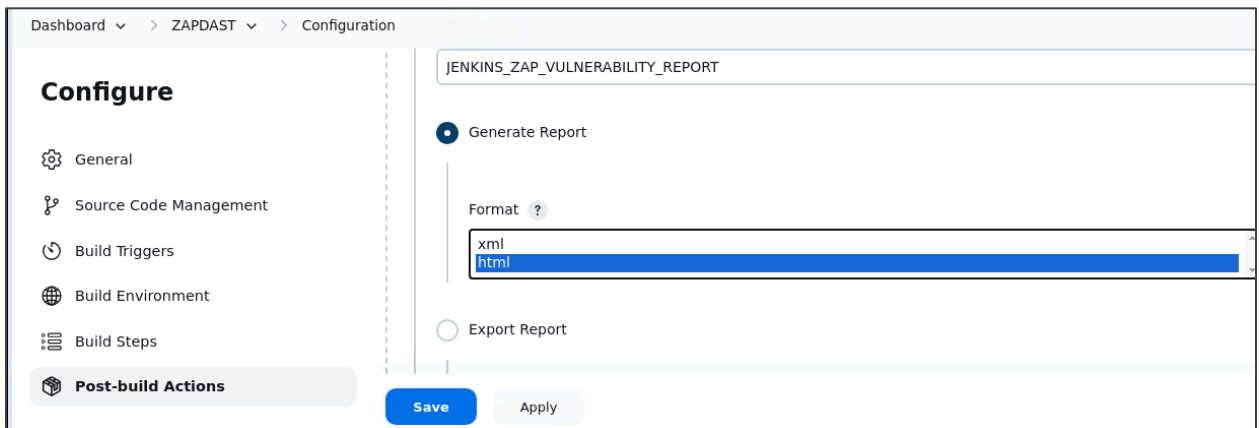 Dashboard > ZAPDAST > Configuration
Configure
General
Source Code Management
Build Triggers
Build Environment
Build Steps
Post-build Actions
JENKINS_ZAP_VULNERABILITY_REPORT
Generate Report
Format ?
xml
html
Export Report
Save Apply